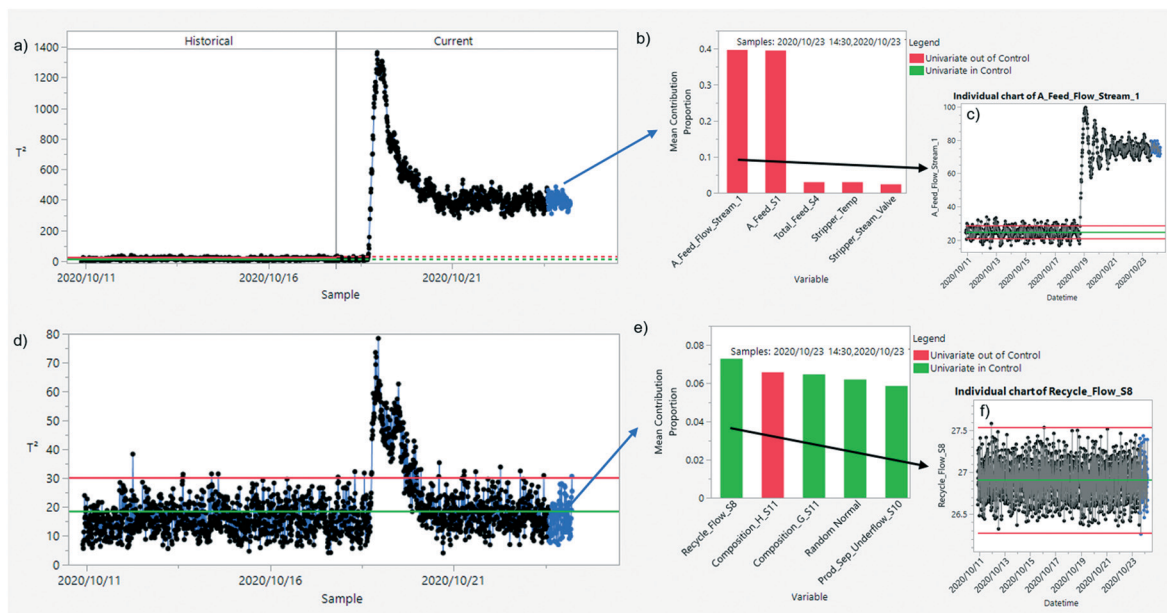 a)
Historical
Current
1400
1200
1000
800
600
400
200
0
T²
2020/10/11
2020/10/16
2020/10/21
Sample
b)
Samples: 2020/10/23 14:30,2020/10/23
Legend
Univariate out of Control
Univariate in Control
0.4
0.3
0.2
0.1
0
Mean Contribution
Proportion
A_Feed_Flow_Stream_1
A_Feed_S1
Total_Feed_S4
Stripper_Temp
Stripper_Steam_Valve
Variable
Individual chart of A_Feed_Flow_Stream_1
c)
100
80
60
40
20
A_Feed_Flow_Stream_1
2020/10/11
2020/10/13
2020/10/15
2020/10/17
2020/10/19
2020/10/21
2020/10/23
Datetime
d)
80
70
60
50
40
30
20
10
0
T²
2020/10/11
2020/10/16
2020/10/21
Sample
e)
Samples: 2020/10/23 14:30,2020/10/23
Legend
Univariate out of Control
Univariate in Control
0.08
0.06
0.04
0.02
0
Mean Contribution
Proportion
Recycle_Flow_S8
Composition_H_S11
Composition_G_S11
Random Normal
Prod_Sep_Underflow_S10
Variable
Individual chart of Recycle_Flow_S8
f)
27.5
27
26.5
Recycle_Flow_S8
2020/10/11
2020/10/13
2020/10/15
2020/10/17
2020/10/19
2020/10/21
2020/10/23
Datetime